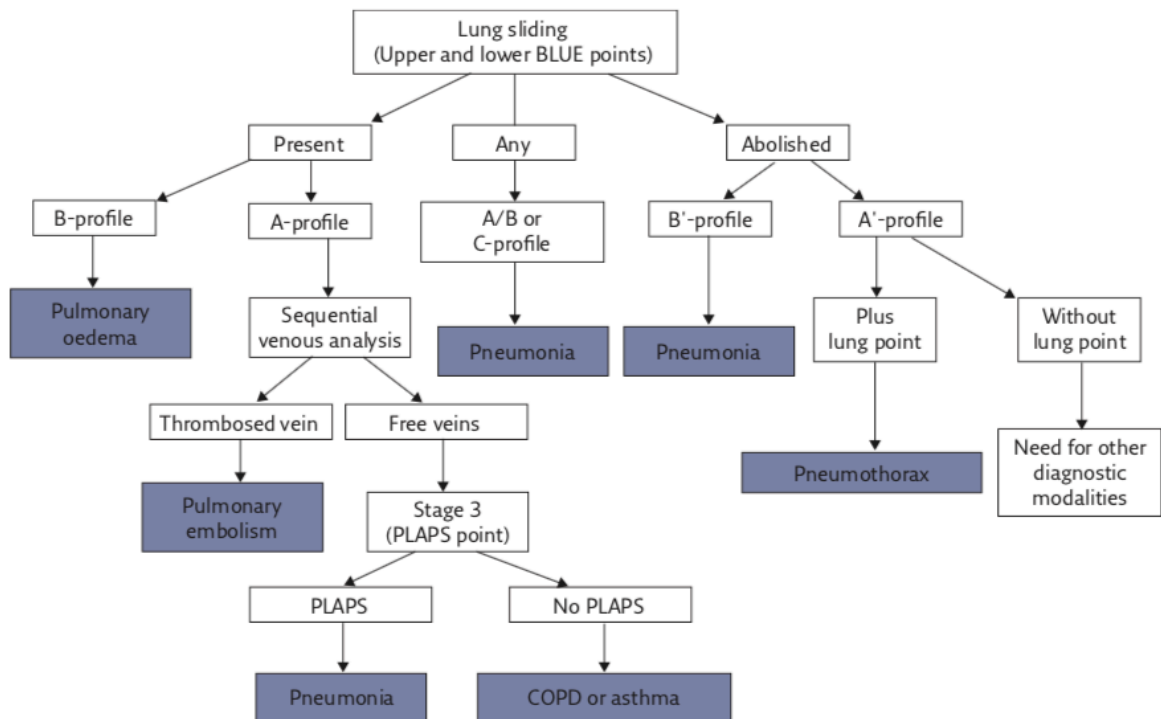 Lung sliding
(Upper and lower BLUE points)
Present
Any
Abolished
B-profile
A-profile
A/B or
C-profile
B'-profile
A'-profile
Pulmonary
oedema
Sequential
venous analysis
Pneumonia
Pneumonia
Plus
lung point
Without
lung point
Thrombosed vein
Free veins
Pneumothorax
Need for other
diagnostic
modalities
Pulmonary
embolism
Stage 3
(PLAPS point)
PLAPS
No PLAPS
Pneumonia
COPD or asthma